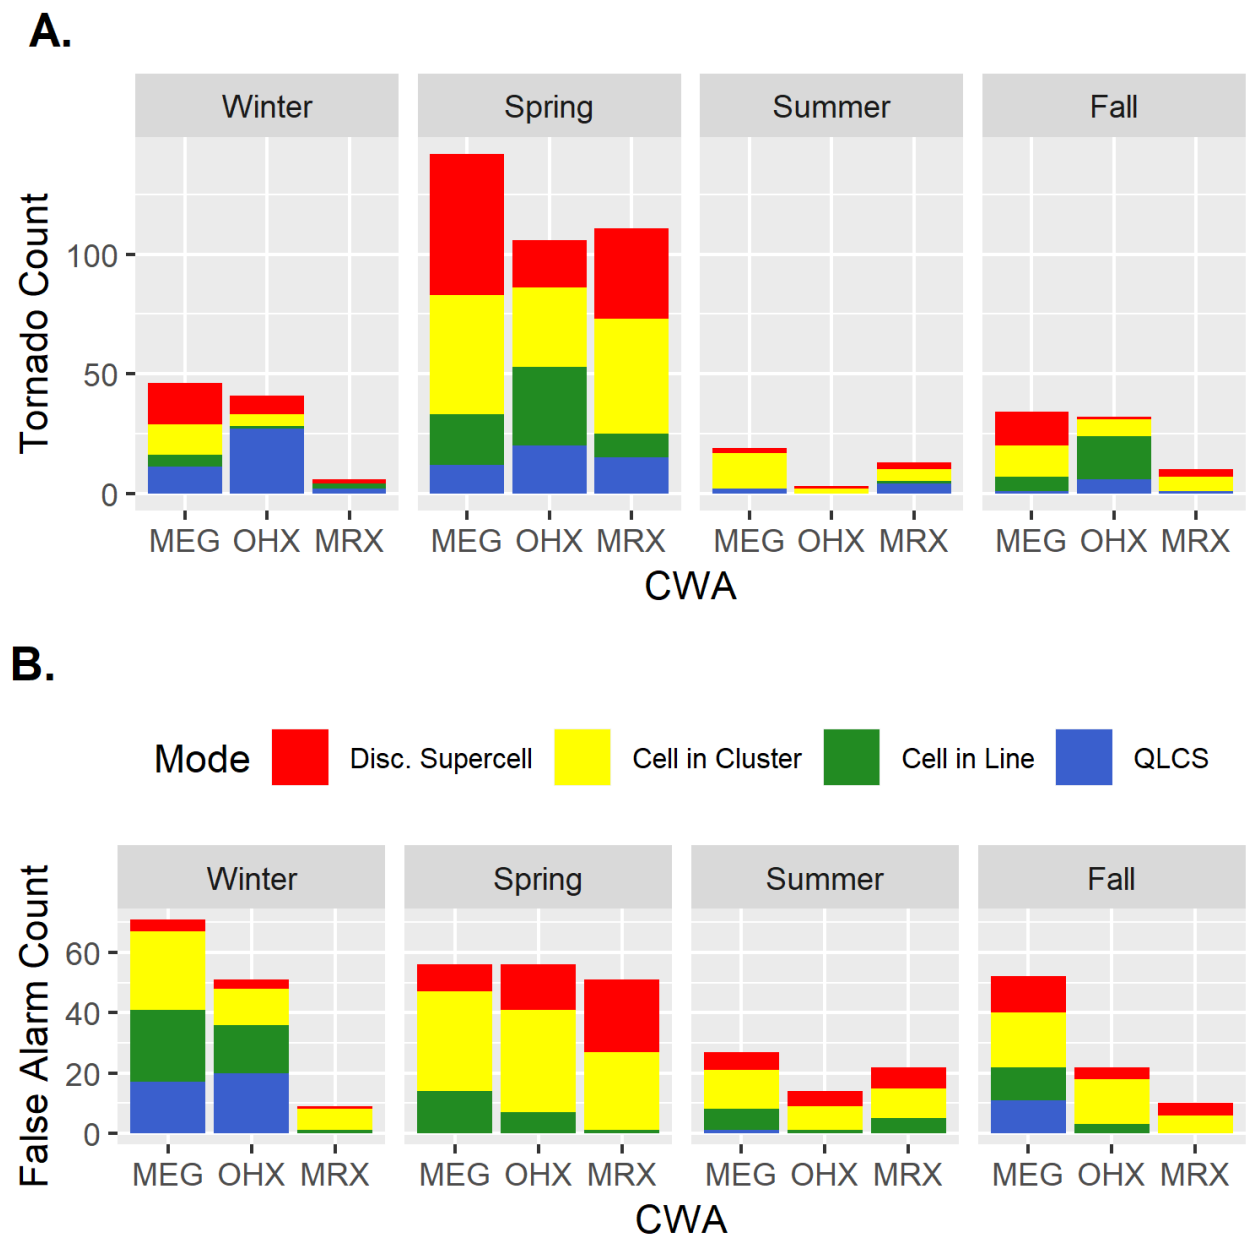 A.
Winter Spring Summer Fall
Tornado Count
100
50
0
MEG OHX MRX MEG OHX MRX MEG OHX MRX MEG OHX MRX
CWA
B.
Mode Disc. Supercell Cell in Cluster Cell in Line QLCS
Winter Spring Summer Fall
False Alarm Count
60
40
20
0
MEG OHX MRX MEG OHX MRX MEG OHX MRX MEG OHX MRX
CWA